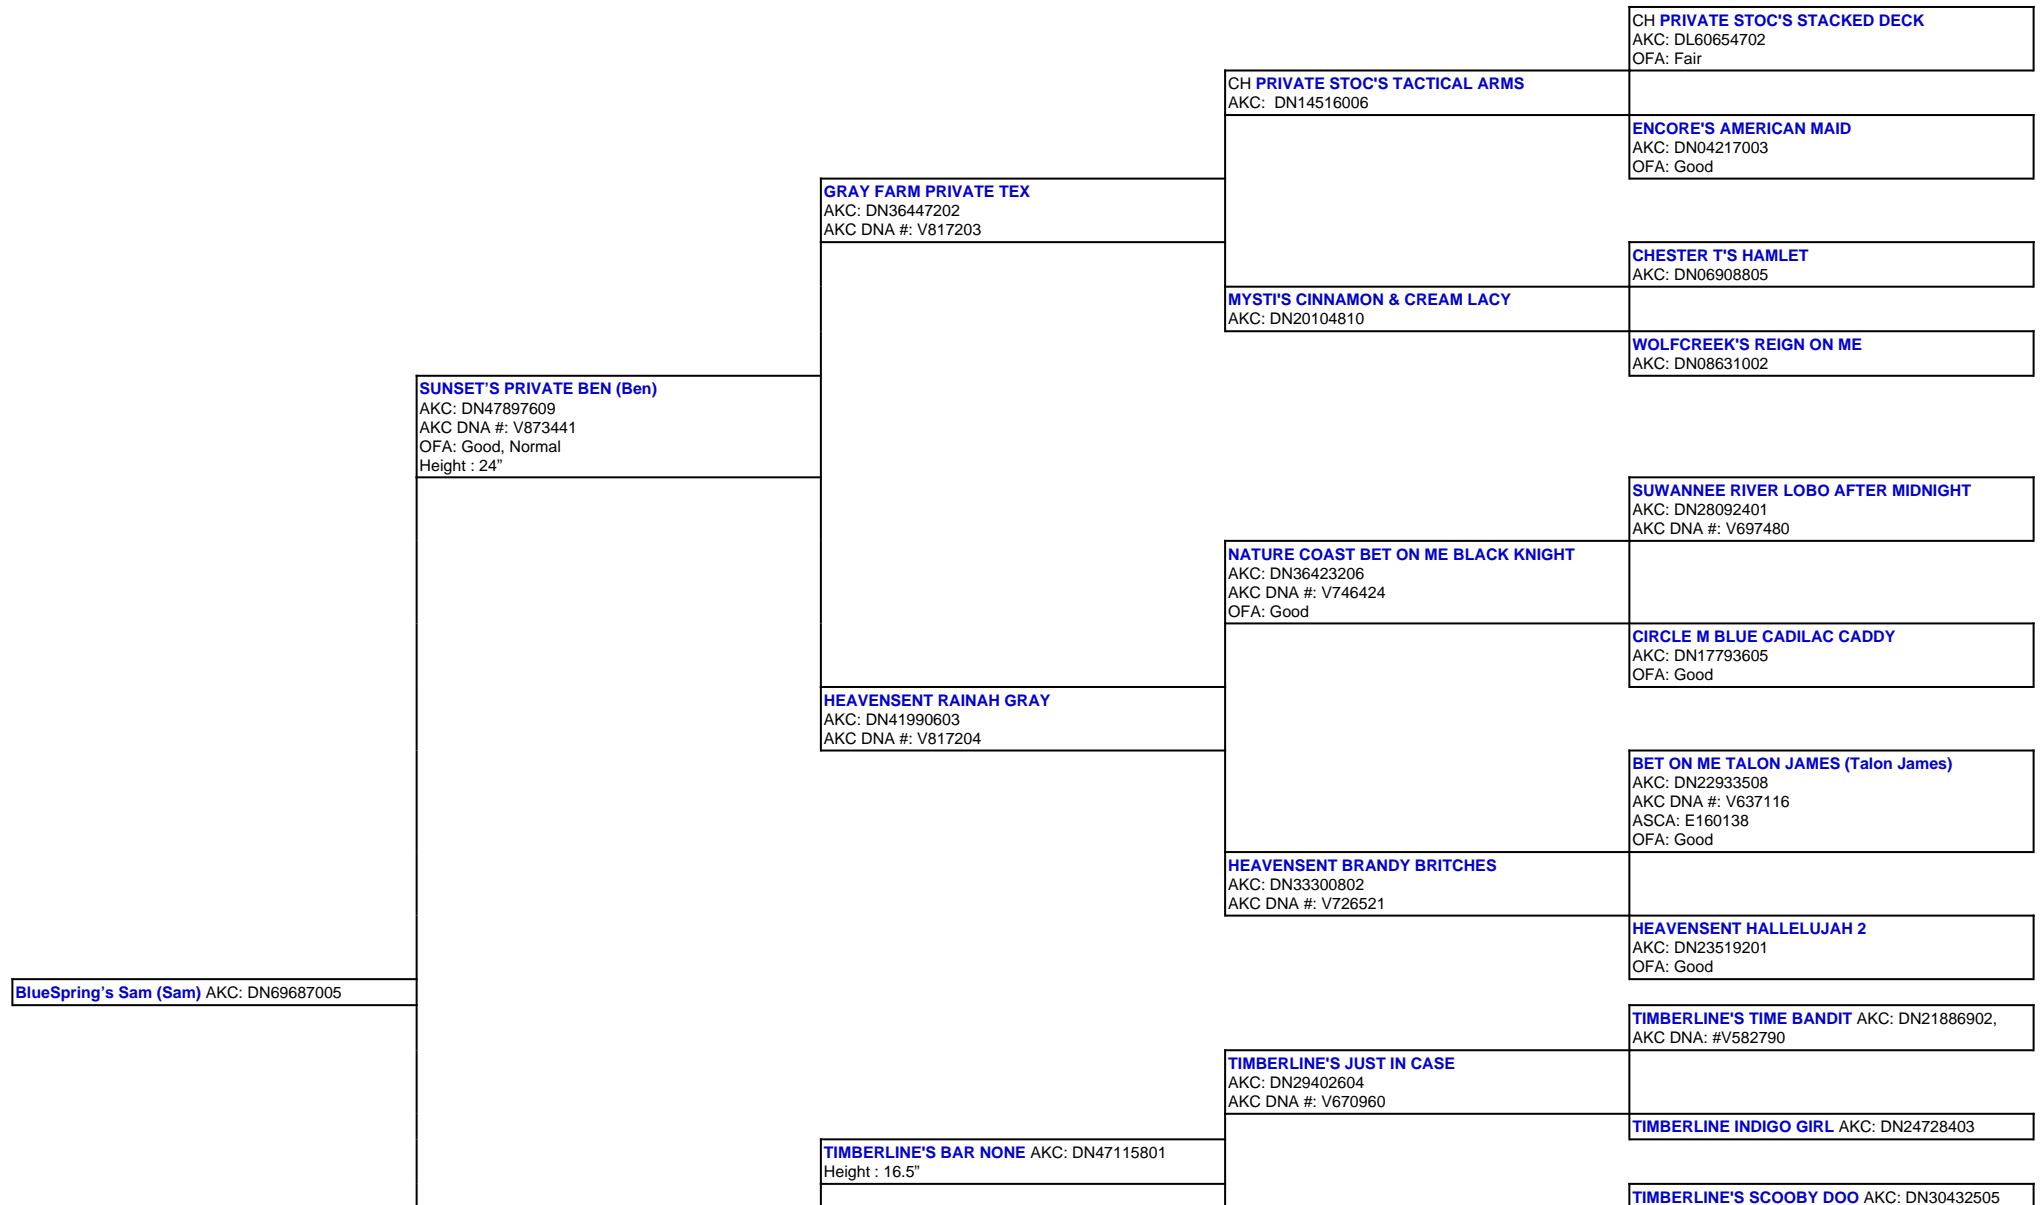 CH PRIVATE STOC'S STACKED DECK
AKC: DL60654702
OFA: Fair
CH PRIVATE STOC'S TACTICAL ARMS
AKC:  DN14516006
ENCORE'S AMERICAN MAID
AKC: DN04217003
OFA: Good
GRAY FARM PRIVATE TEX
AKC: DN36447202
AKC DNA #: V817203
CHESTER T'S HAMLET
AKC: DN06908805
MYSTI'S CINNAMON & CREAM LACY
AKC: DN20104810
WOLFCREEK'S REIGN ON ME
AKC: DN08631002
SUNSET’S PRIVATE BEN (Ben)
AKC: DN47897609
AKC DNA #: V873441
OFA: Good, Normal
Height : 24”
SUWANNEE RIVER LOBO AFTER MIDNIGHT
AKC: DN28092401
AKC DNA #: V697480
NATURE COAST BET ON ME BLACK KNIGHT
AKC: DN36423206
AKC DNA #: V746424
OFA: Good
CIRCLE M BLUE CADILAC CADDY
AKC: DN17793605
OFA: Good
HEAVENSENT RAINAH GRAY
AKC: DN41990603
AKC DNA #: V817204
BET ON ME TALON JAMES (Talon James)
AKC: DN22933508
AKC DNA #: V637116
ASCA: E160138
OFA: Good
HEAVENSENT BRANDY BRITCHES
AKC: DN33300802
AKC DNA #: V726521
HEAVENSENT HALLELUJAH 2
AKC: DN23519201
OFA: Good
BlueSpring’s Sam (Sam) AKC: DN69687005
TIMBERLINE'S TIME BANDIT AKC: DN21886902,
AKC DNA: #V582790
TIMBERLINE'S JUST IN CASE
AKC: DN29402604
AKC DNA #: V670960
TIMBERLINE INDIGO GIRL AKC: DN24728403
TIMBERLINE'S BAR NONE AKC: DN47115801
Height : 16.5”
TIMBERLINE'S SCOOBY DOO AKC: DN30432505